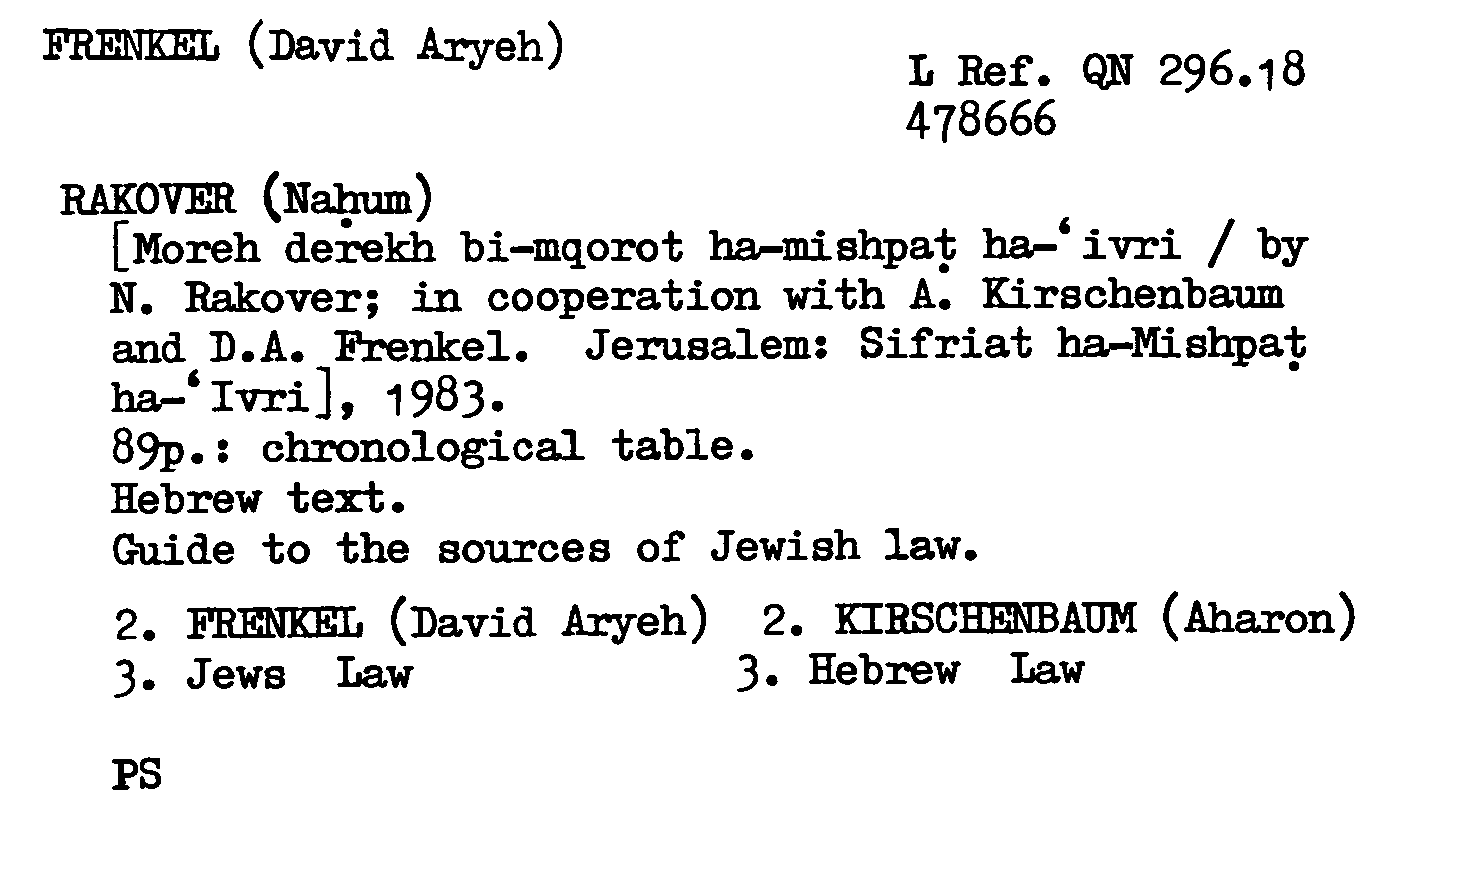 FRENKEL (David Aryeh)
L Ref. QN 296.18
478666
RAKOVER (Naḥum)
[Moreh derekh bi-mqorot ha-mishpaṭ ha-‘ivri / by
N. Rakover; in cooperation with A. Kirschenbaum
and D.A. Frenkel. Jerusalem: Sifriat ha-Mishpaṭ
ha-‘Ivri], 1983.
89p.: chronological table.
Hebrew text.
Guide to the sources of Jewish law.
2. FRENKEL (David Aryeh) 2. KIRSCHENBAUM (Aharon)
3. Jews Law 3. Hebrew Law
PS